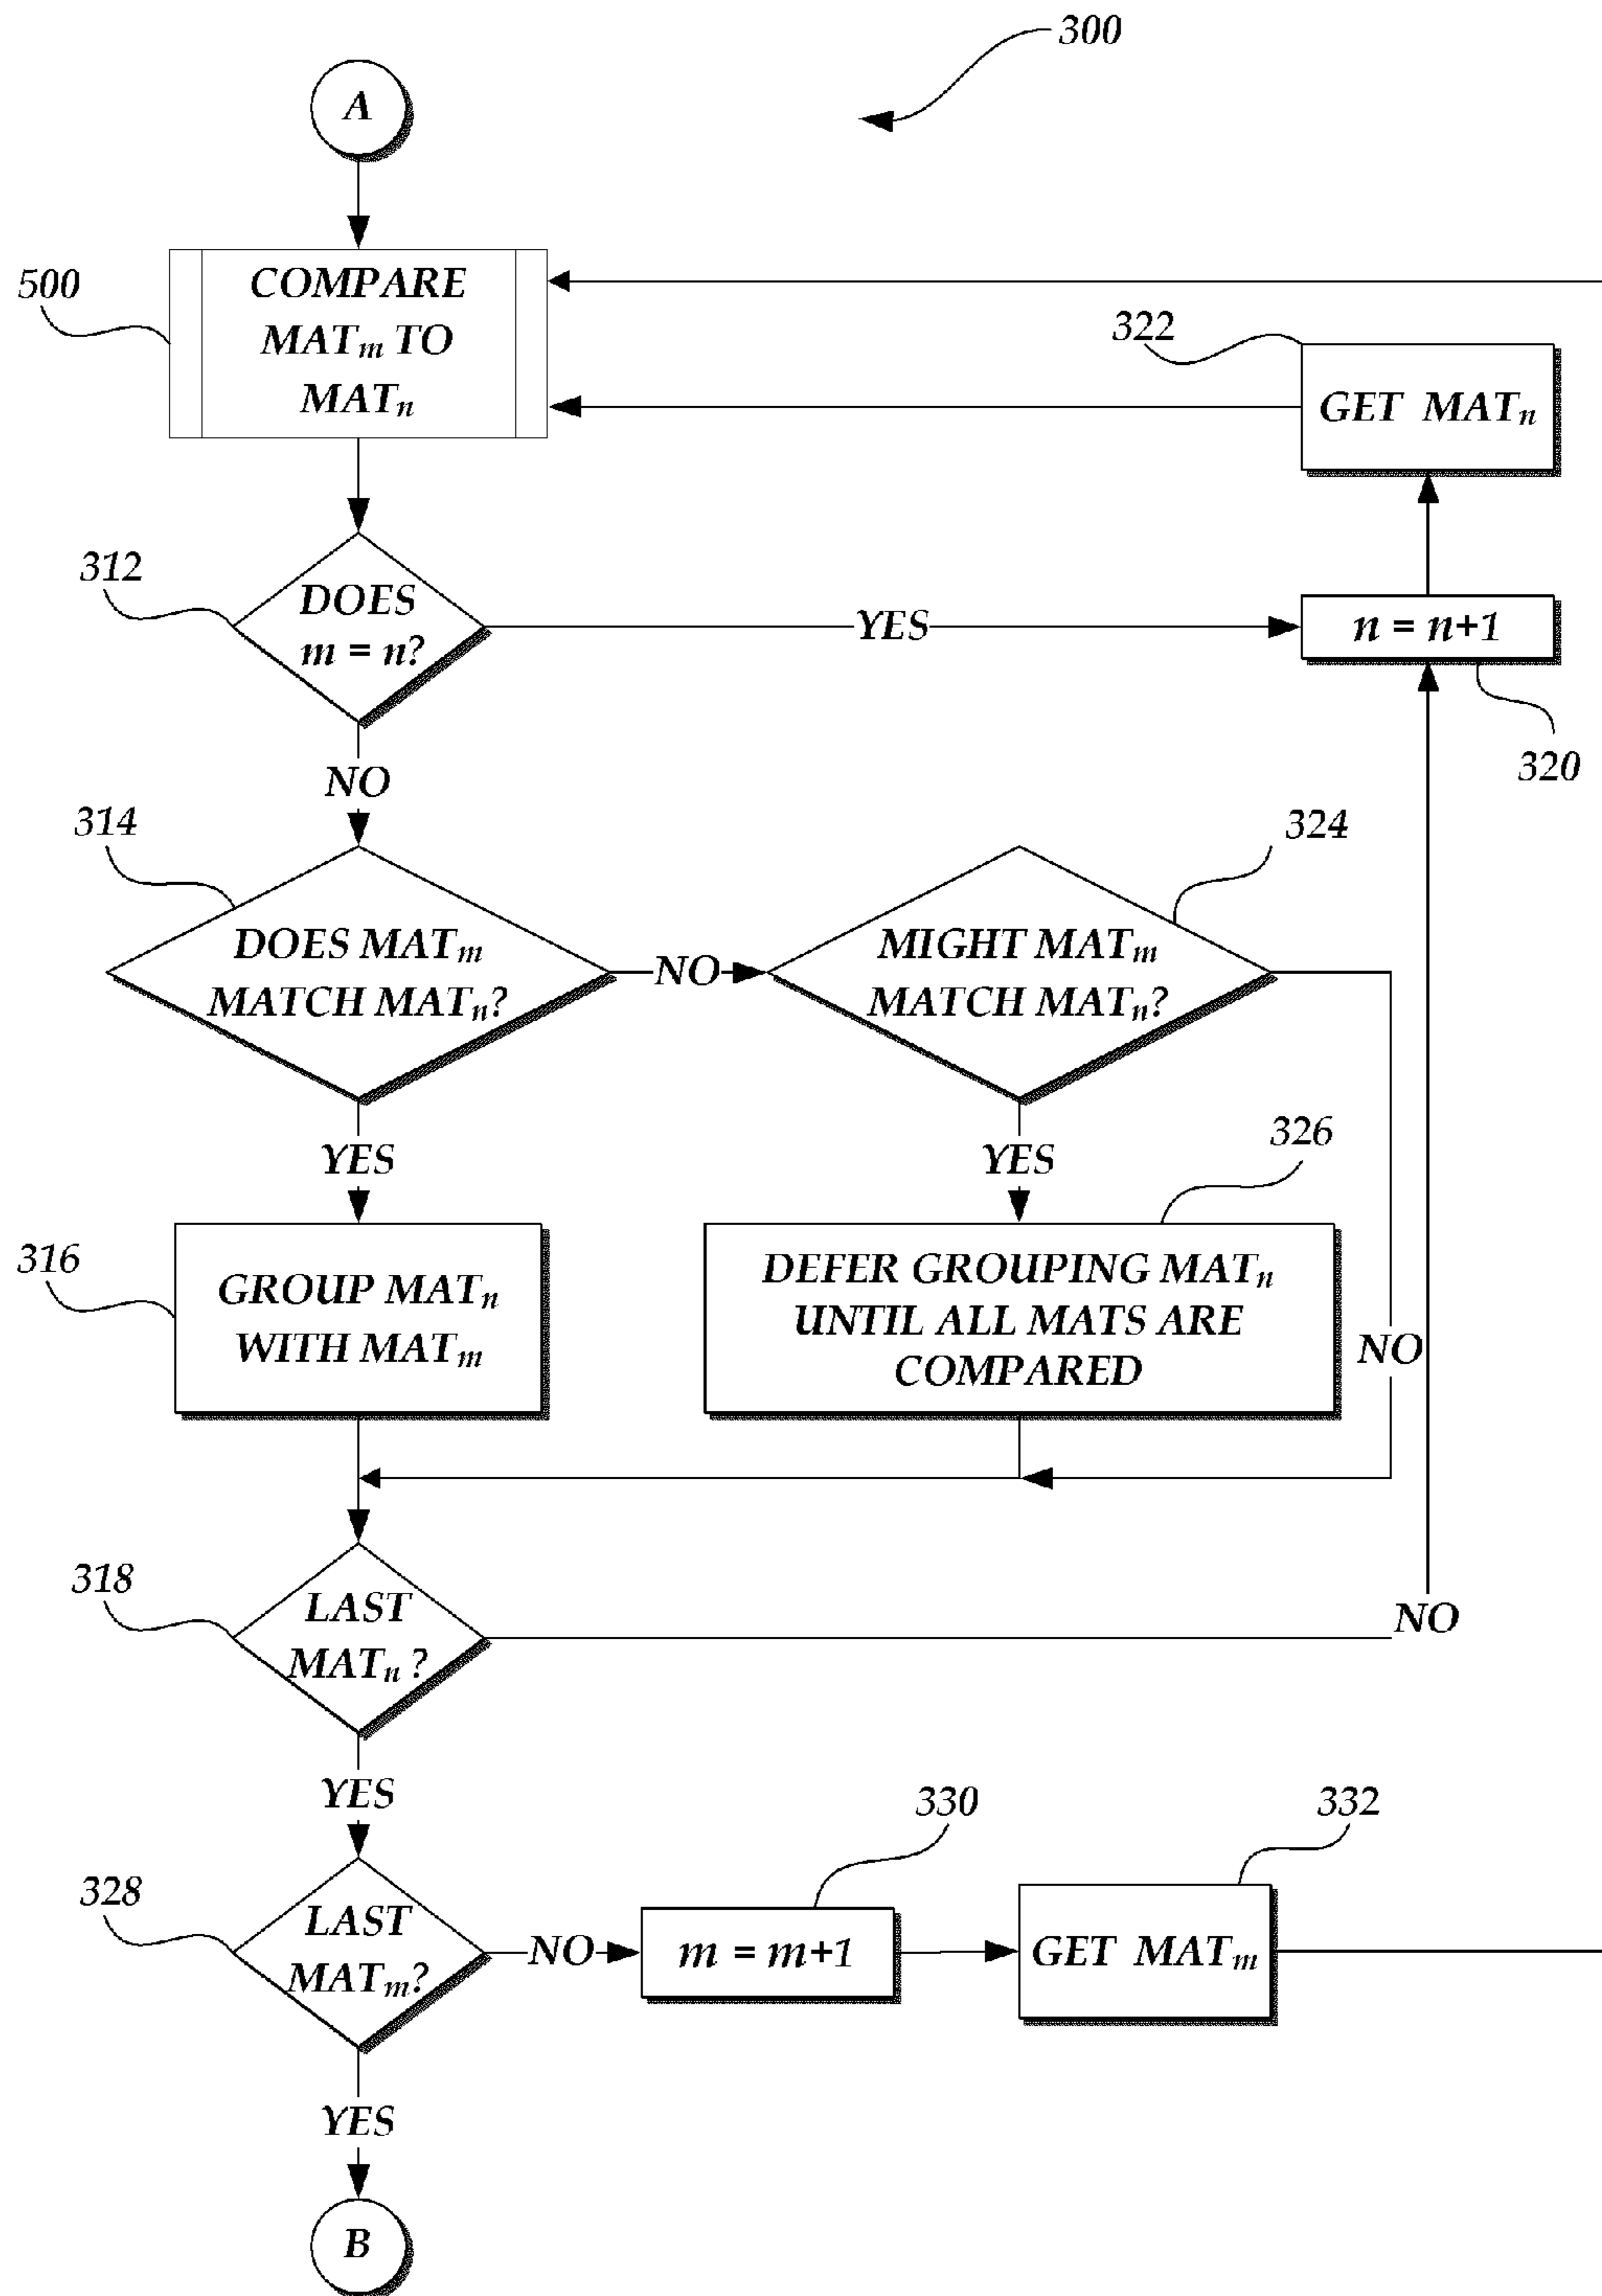 300
A
500
COMPARE
MATm TO
MATn
322
GET MATn
312
DOES
m = n?
YES
n = n+1
320
NO
314
DOES MATm
MATCH MATn?
NO
324
MIGHT MATm
MATCH MATn?
YES
YES
326
316
GROUP MATn
WITH MATm
DEFER GROUPING MATn
UNTIL ALL MATS ARE
COMPARED
NO
318
LAST
MATn ?
NO
YES
328
LAST
MATm?
NO
330
m = m+1
332
GET MATm
YES
B